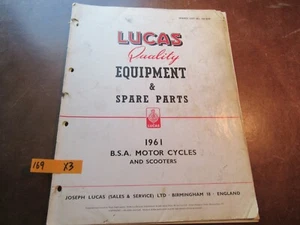 LUCAS
Quality
EQUIPMENT
&
SPARE PARTS
LUCAS
1961
B.S.A. MOTOR CYCLES
AND SCOOTERS
169 X3
JOSEPH LUCAS (SALES & SERVICE) LTD · BIRMINGHAM 18 · ENGLAND